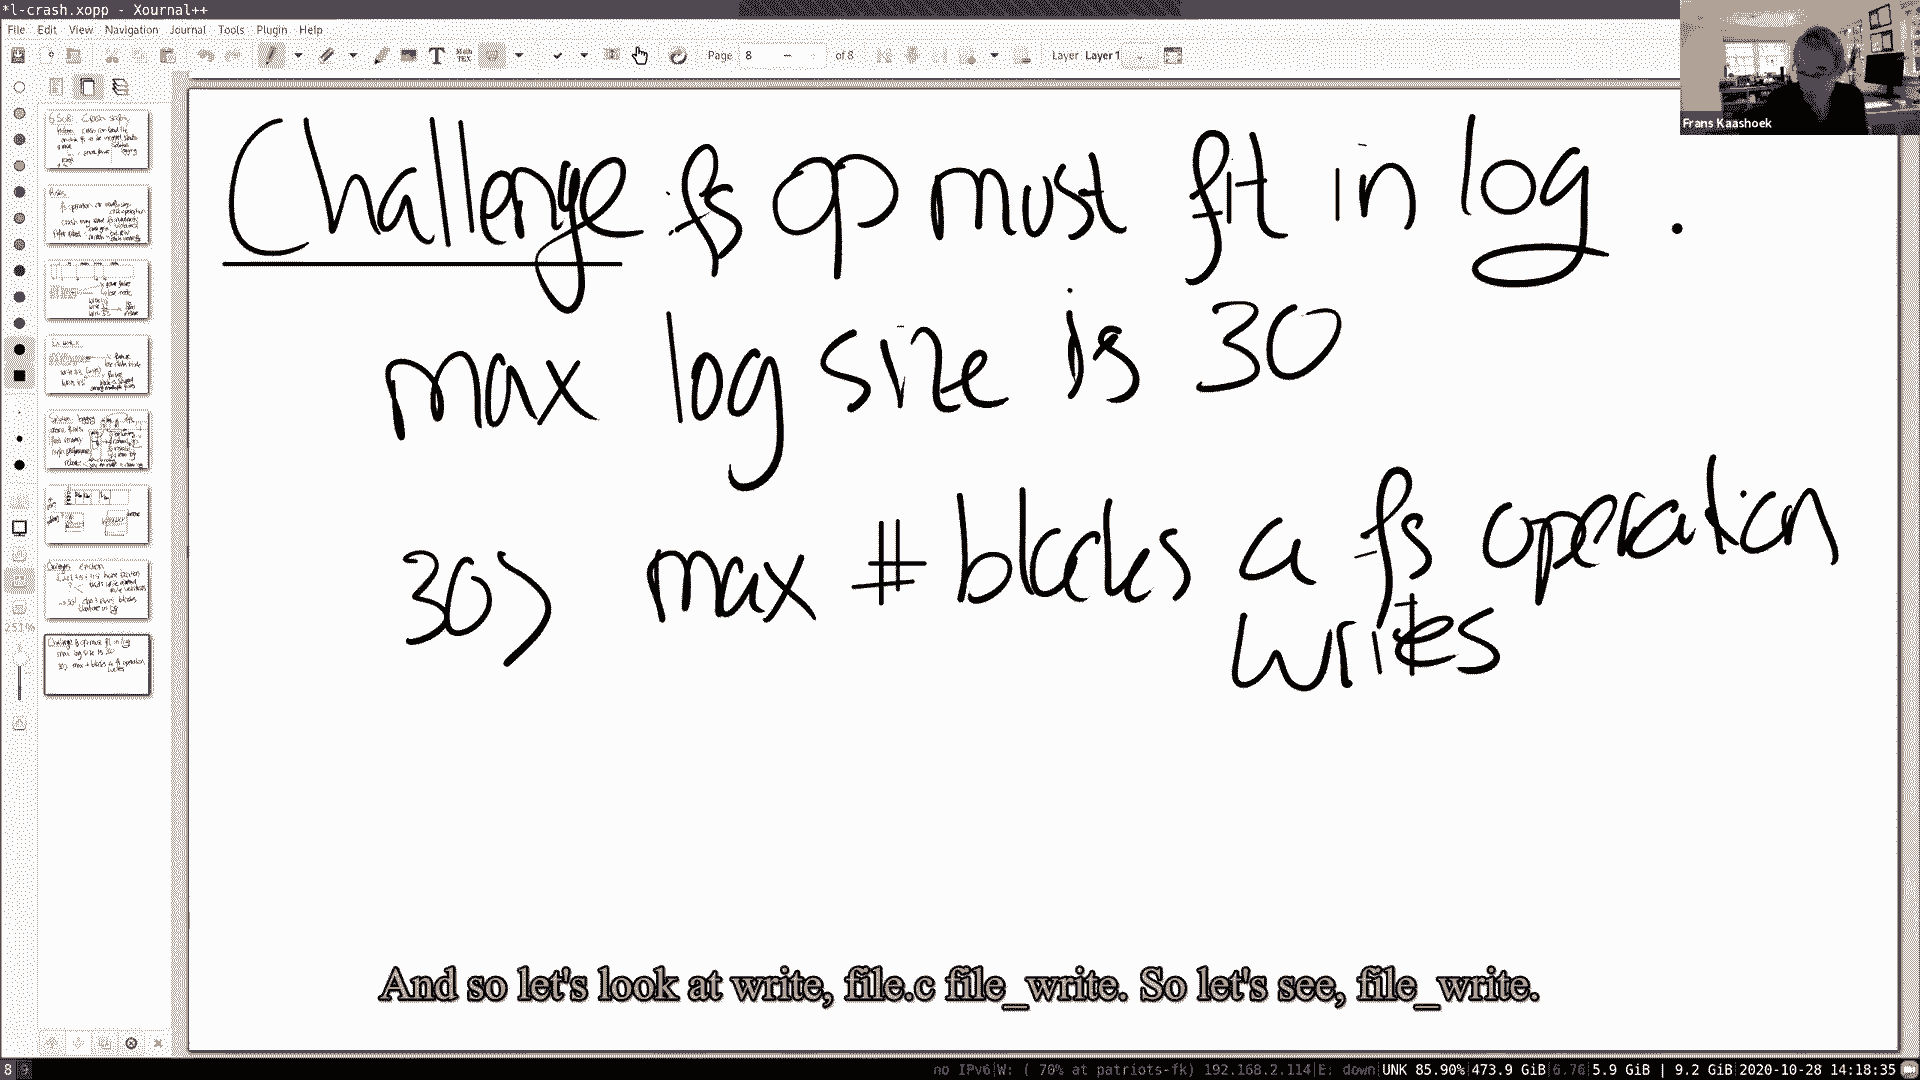 *l-crash.xopp - Xournal++
File Edit View Navigation Journal Tools Plugin Help
Page 8 of 8 Layer Layer 1
Frans Kaashoek
Challenge fs op must fit in log .
max log size is 30
30 > max # blocks a fs operation
writes
251%
And so let's look at write, file.c file_write. So let's see, file_write.
8 9 no IPv6|W: ( 70% at patriots-fk) 192.168.2.114|E: down|UNK 85.90%|473.9 GiB|6.76|5.9 GiB | 9.2 GiB|2020-10-28 14:18:35